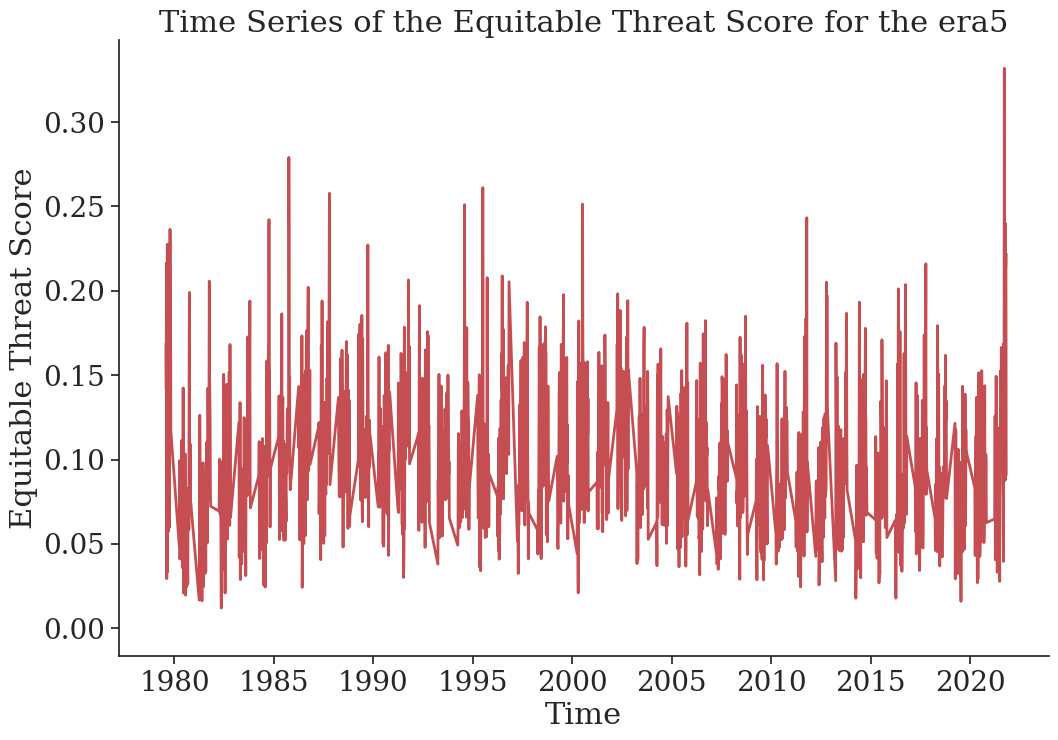 Time Series of the Equitable Threat Score for the era5
Equitable Threat Score
0.30
0.25
0.20
0.15
0.10
0.05
0.00
1980 1985 1990 1995 2000 2005 2010 2015 2020
Time